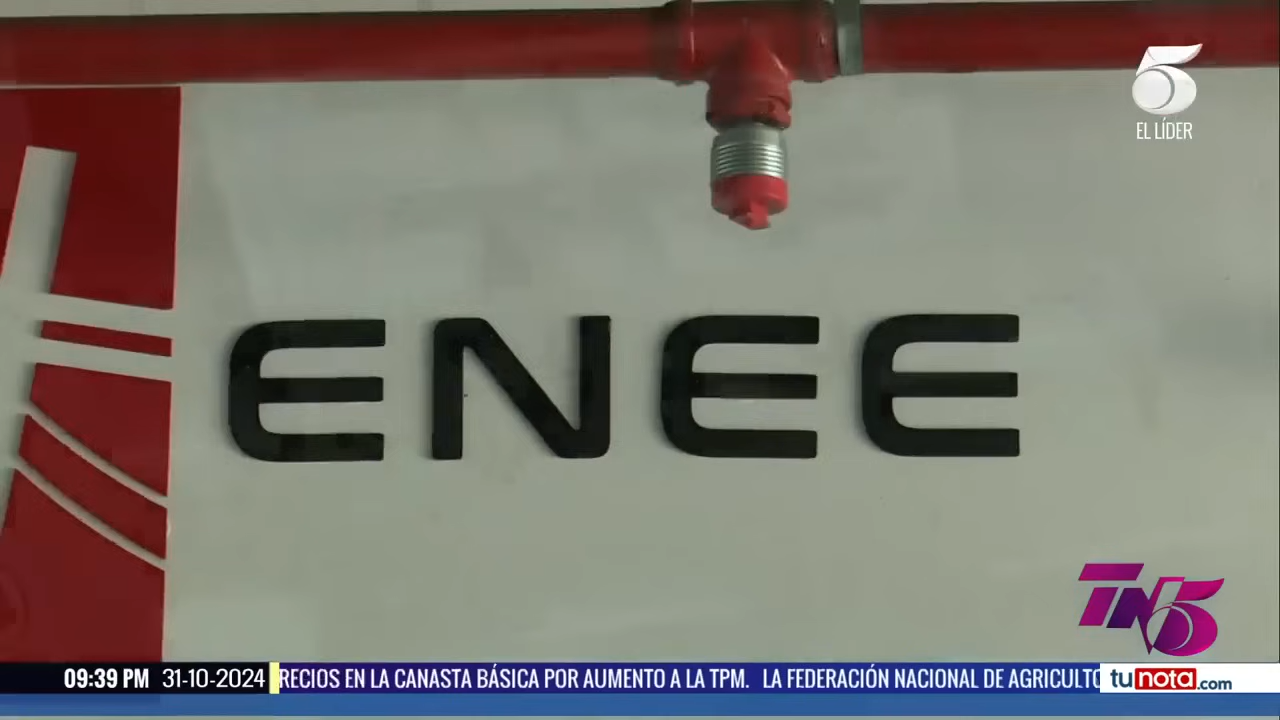 5
EL LÍDER
ENEE
TN5
09:39 PM 31-10-2024 RECIOS EN LA CANASTA BÁSICA POR AUMENTO A LA TPM. LA FEDERACIÓN NACIONAL DE AGRICULTO tunota.com